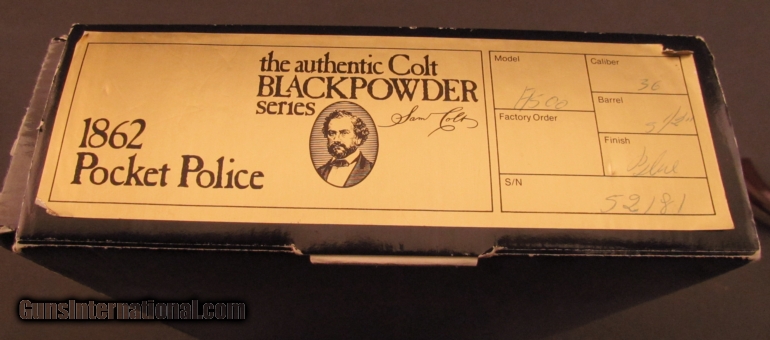 the authentic Colt
BLACKPOWDER
series
Sam Colt
1862
Pocket Police
Model
Caliber
36
Barrel
Factory Order
Finish
Blue
S/N
52181
GunsInternational.com